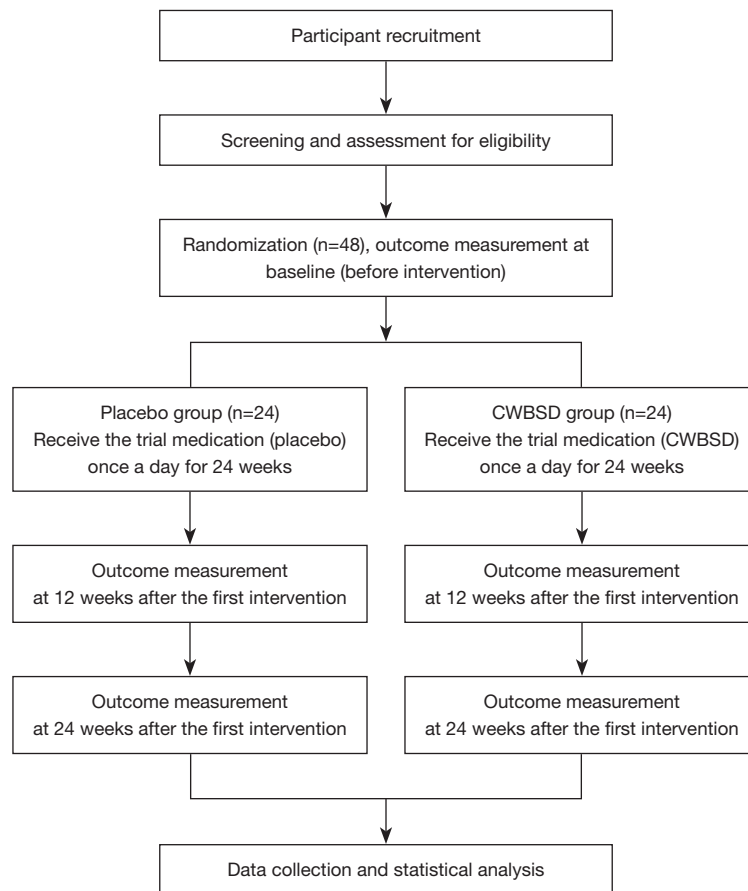 Participant recruitment
Screening and assessment for eligibility
Randomization (n=48), outcome measurement at
baseline (before intervention)
Placebo group (n=24)
Receive the trial medication (placebo)
once a day for 24 weeks
CWBSD group (n=24)
Receive the trial medication (CWBSD)
once a day for 24 weeks
Outcome measurement
at 12 weeks after the first intervention
Outcome measurement
at 12 weeks after the first intervention
Outcome measurement
at 24 weeks after the first intervention
Outcome measurement
at 24 weeks after the first intervention
Data collection and statistical analysis